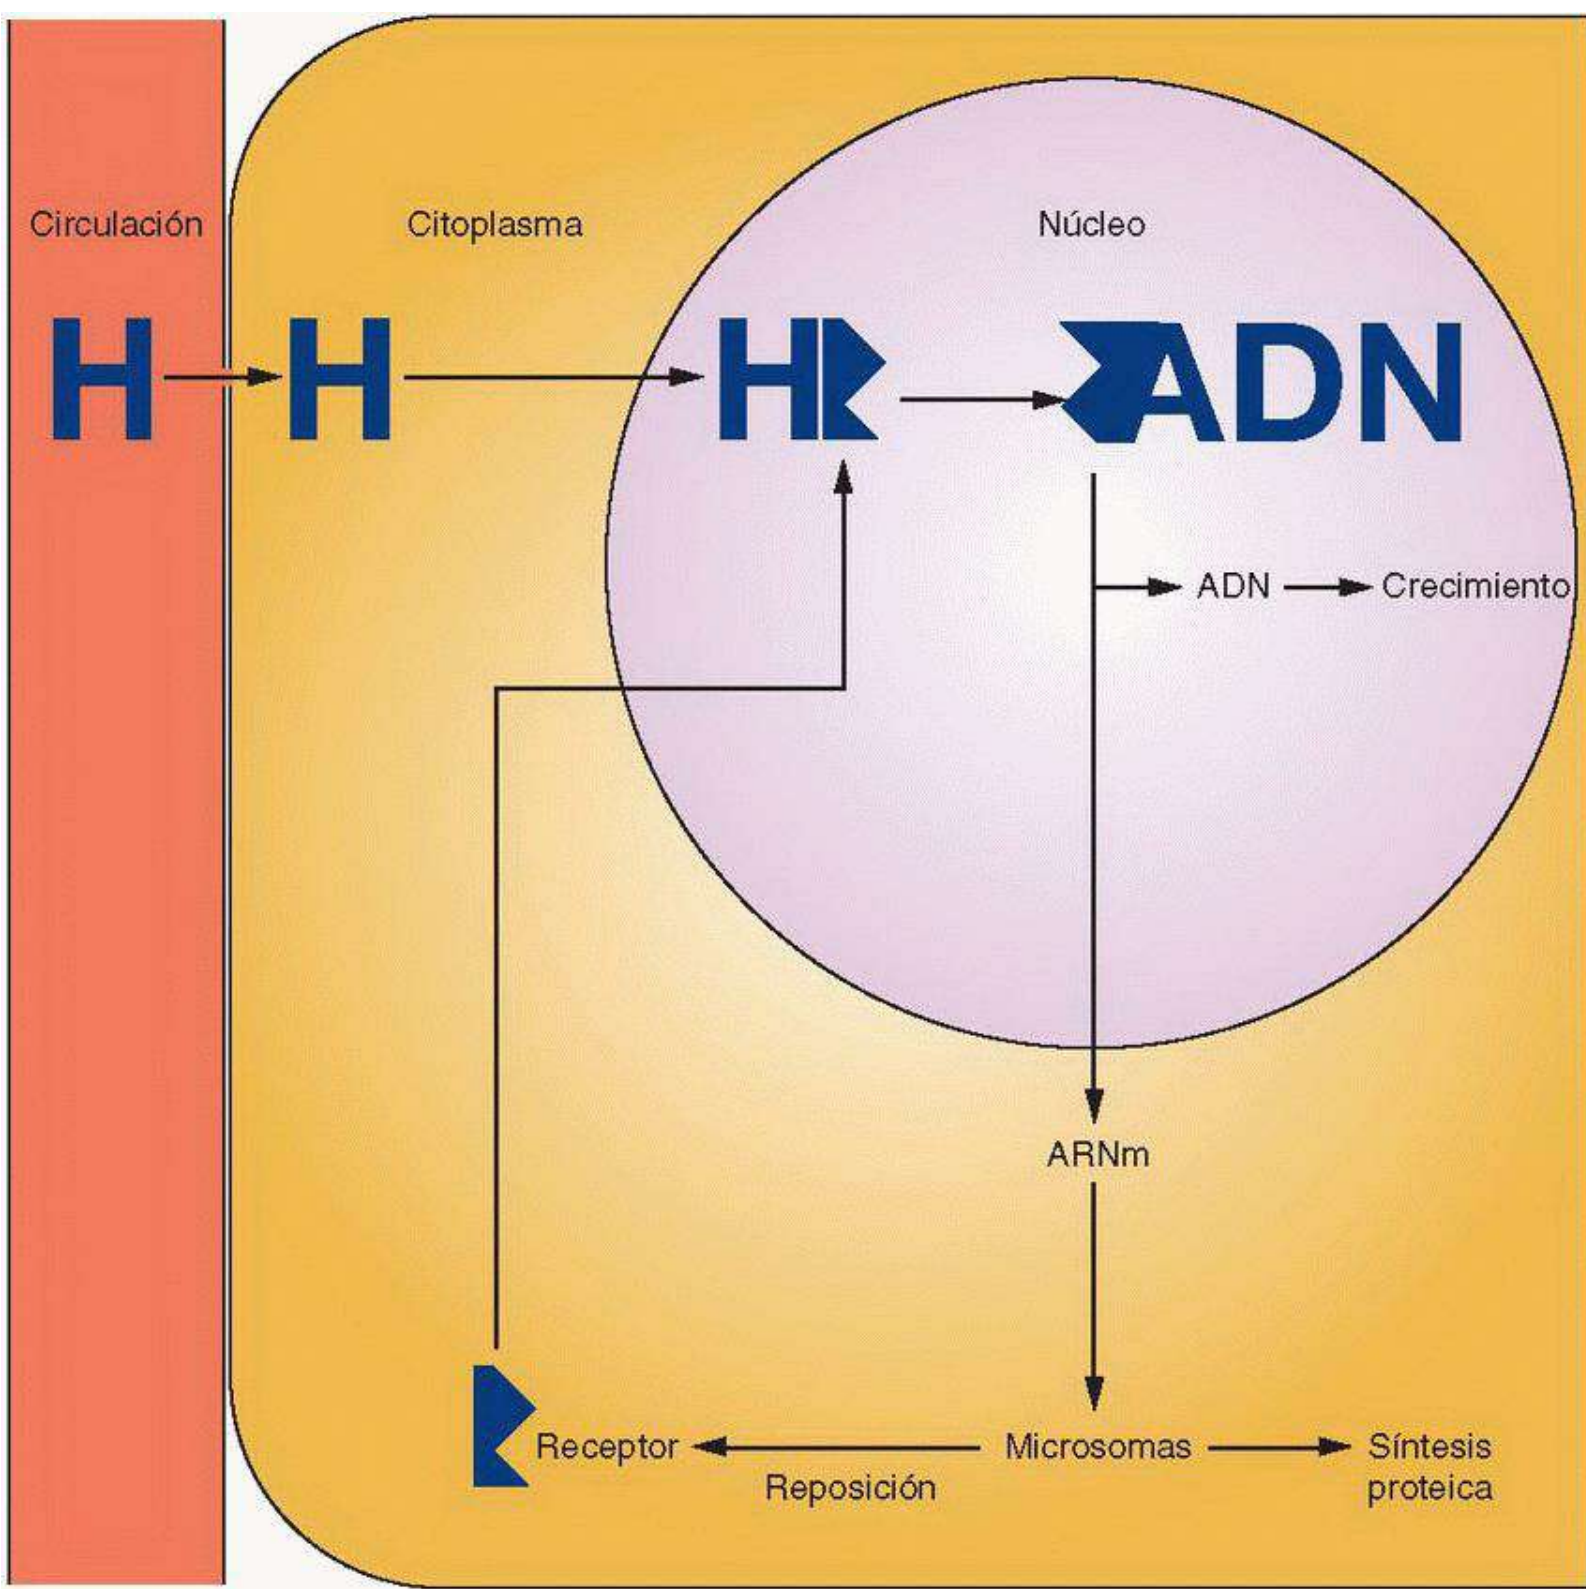 Circulación
Citoplasma
Núcleo
H
H
H
ADN
ADN
Crecimiento
ARNm
Receptor
Microsomas
Síntesis
proteica
Reposición